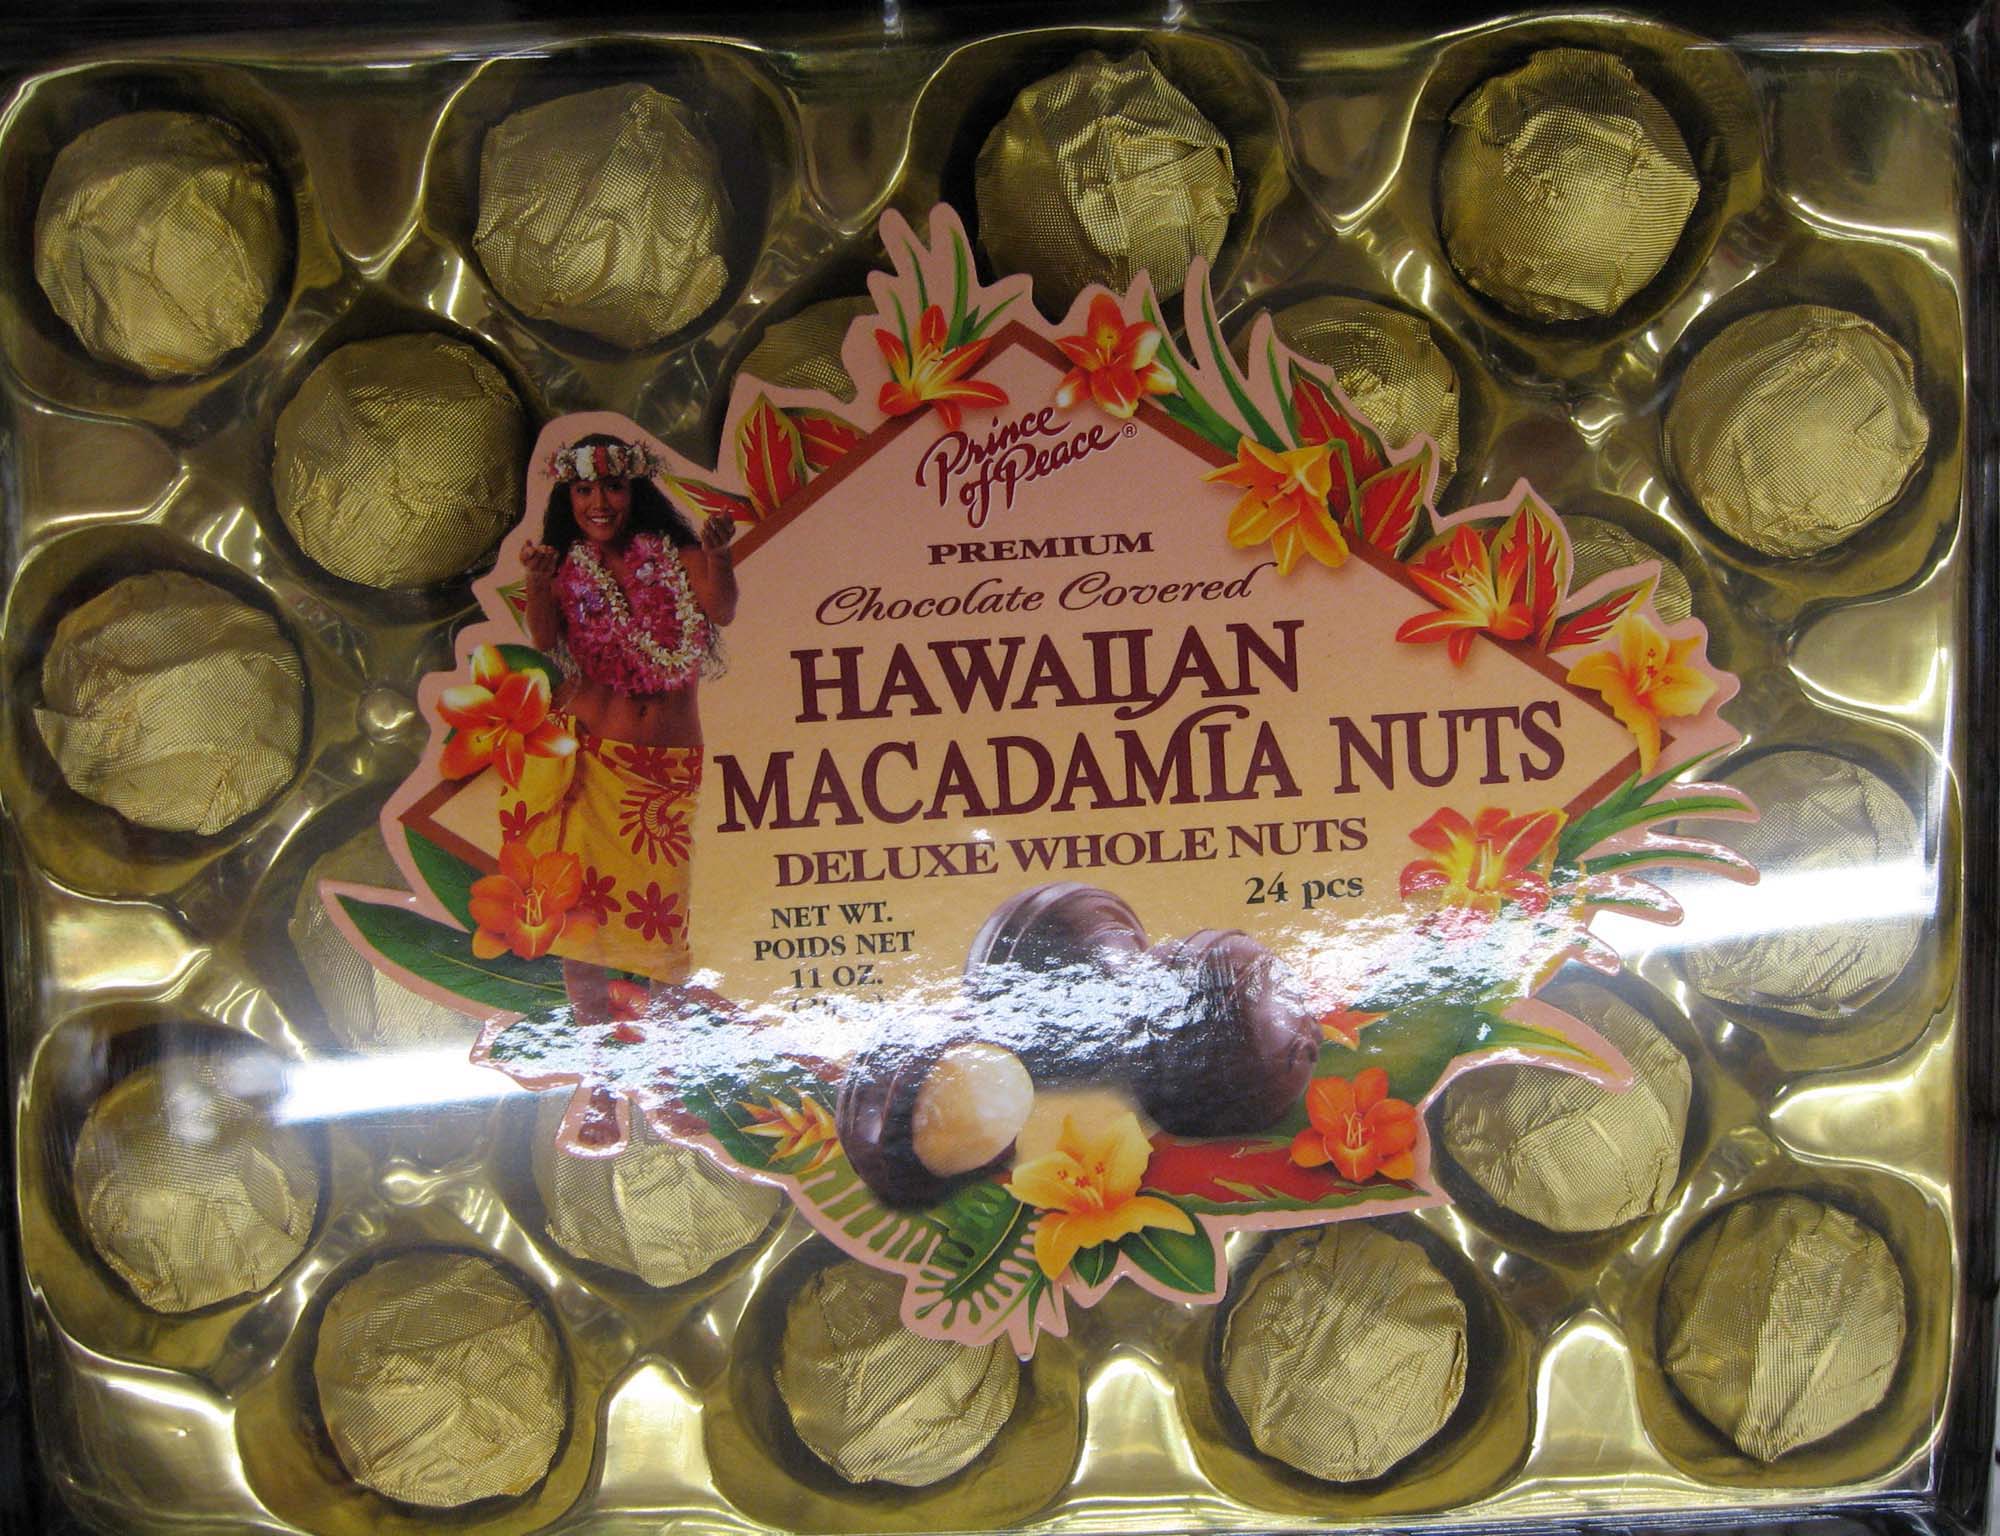 Prince
of Peace®
PREMIUM
Chocolate Covered
HAWAIIAN
MACADAMIA NUTS
DELUXE WHOLE NUTS
24 pcs
NET WT.
POIDS NET
11 OZ.